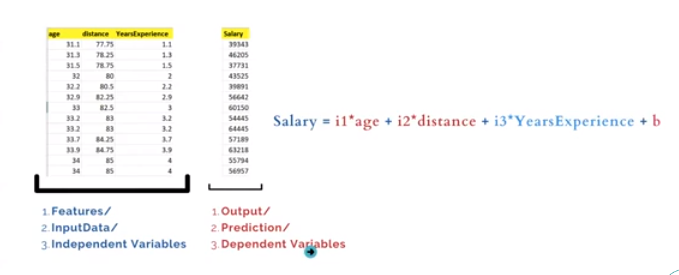 age distance YearsExperience Salary
31.1 77.75 1.1 39343
31.3 78.25 1.3 46205
31.5 78.75 1.5 37731
32 80 2 43525
32.2 80.5 2.2 39891
32.9 82.25 2.9 56642
33 82.5 3 60150
33.2 83 3.2 54445
33.2 83 3.2 64445
33.7 84.25 3.7 57189
33.9 84.75 3.9 63218
34 85 4 55794
34 85 4 56957
Salary = i1*age + i2*distance + i3*YearsExperience + b
1. Features/
2. InputData/
3. Independent Variables
1. Output/
2. Prediction/
3. Dependent Variables